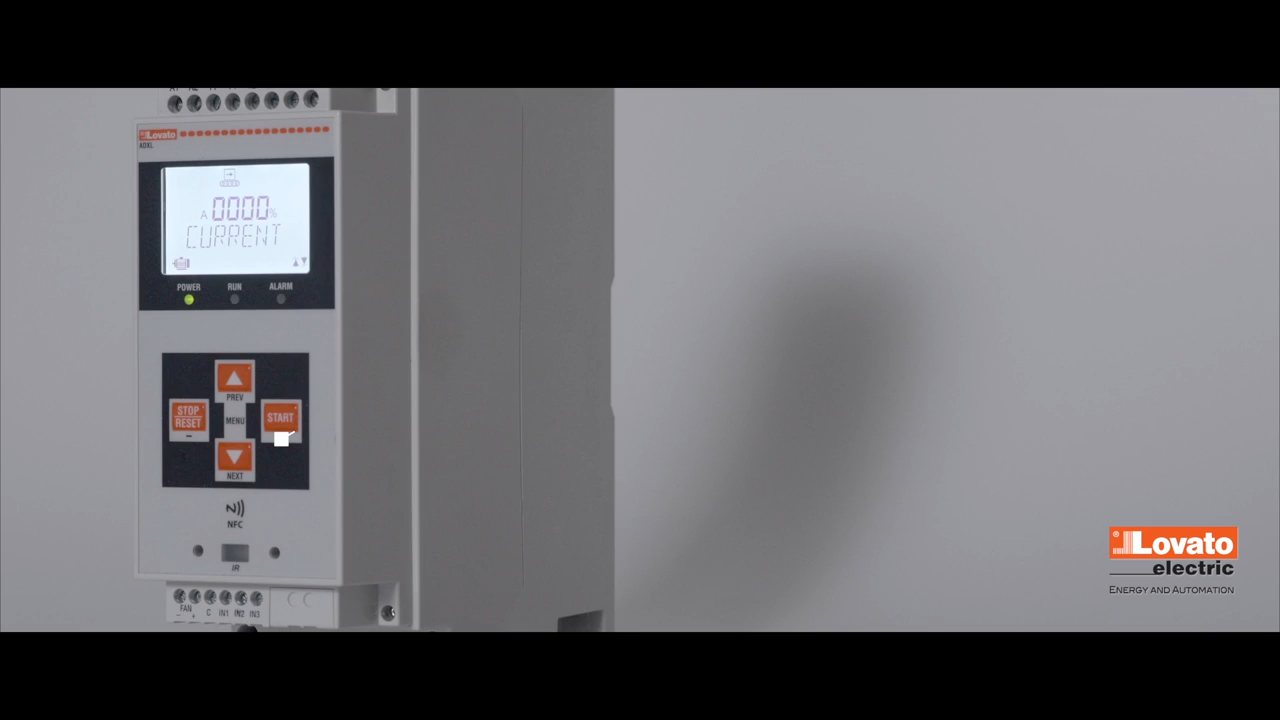 Lovato
ADXL
A 0000%
CURRENT
POWER RUN ALARM
PREV
STOP
RESET
MENU
START
NEXT
NFC
FAN C IN1 IN2 IN3
- +
Lovato
electric
ENERGY AND AUTOMATION